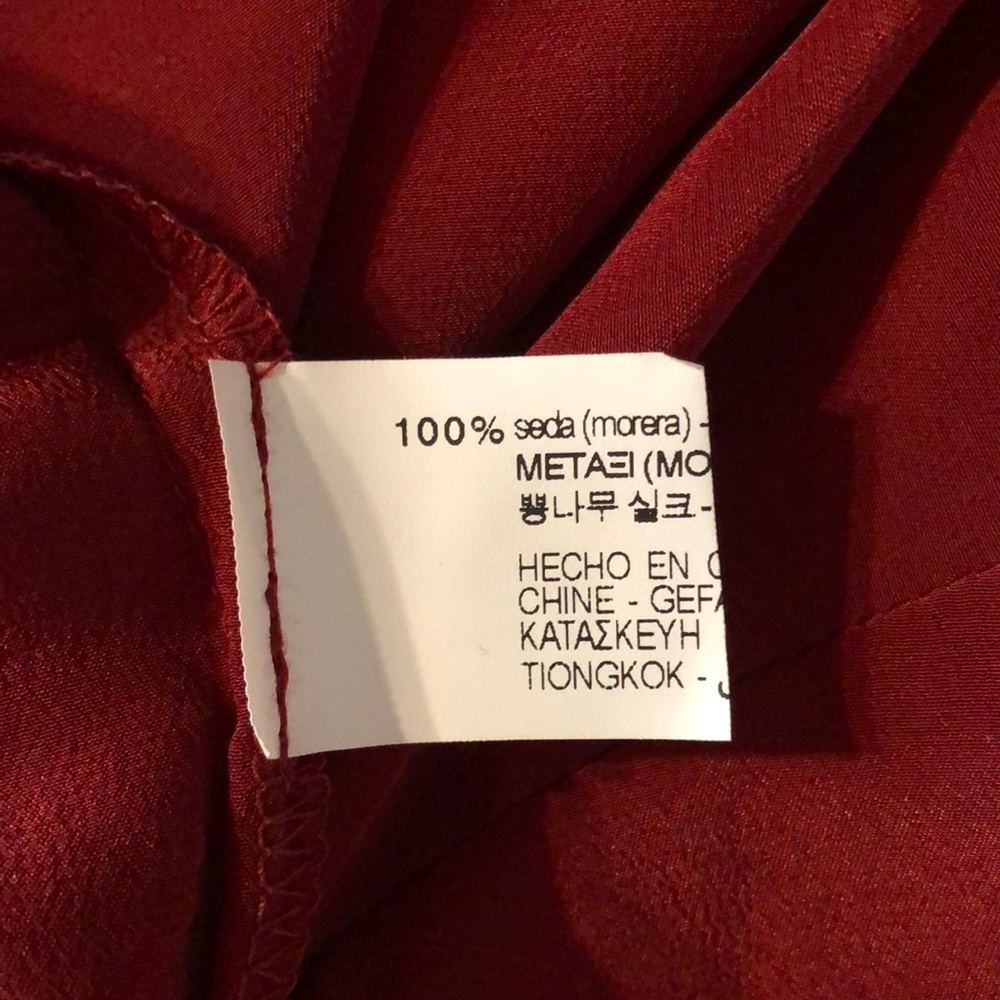 100% seda (morera) -
ΜΕΤΑΞΙ (ΜΟ
뽕나무 실크 -
HECHO EN
CHINE - GEFA
ΚΑΤΑΣΚΕΥΗ
TIONGKOK -